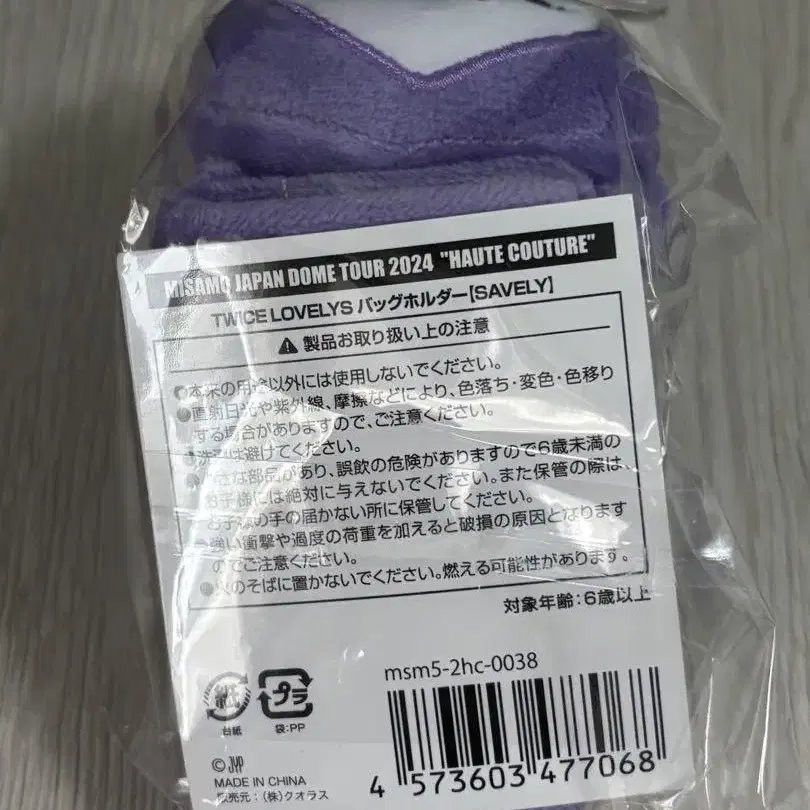 MISAMO JAPAN DOME TOUR 2024 "HAUTE COUTURE"
TWICE LOVELYS バッグホルダー[SAVELY]
⚠ 製品お取り扱い上の注意
●本来の用途以外には使用しないでください。
●直射日光や紫外線、摩擦などにより、色落ち・変色・色移り
する場合がありますので、ご注意ください。
は避けてください。
さな部品があり、誤飲の危険がありますので6歳未満の
お子様には絶対に与えないでください。また保管の際は、
お子様の手の届かない所に保管してください。
強い衝撃や過度の荷重を加えると破損の原因となります
のでご注意ください。
●火のそばに置かないでください。燃える可能性があります。
対象年齢:6歳以上
msm5-2hc-0038
紙
台紙
プラ
袋:PP
© JYP
MADE IN CHINA
販売元:(株)クオラス
4 573603 477068